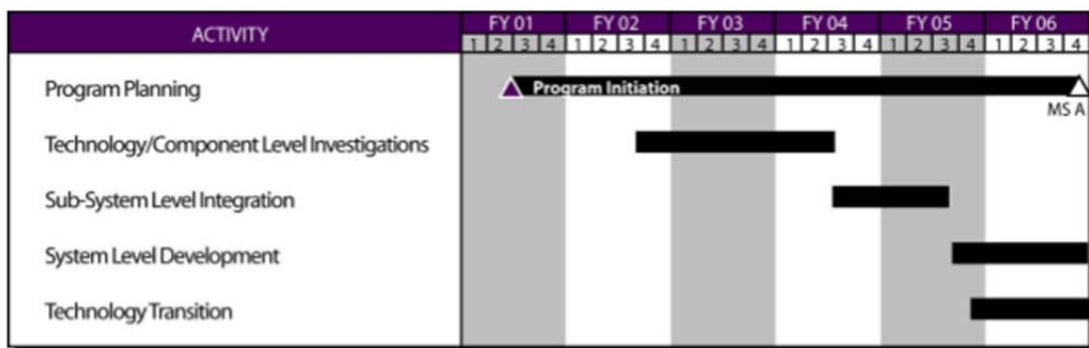 ACTIVITY FY 01 FY 02 FY 03 FY 04 FY 05 FY 06
1 2 3 4 1 2 3 4 1 2 3 4 1 2 3 4 1 2 3 4 1 2 3 4
Program Planning Program Initiation
MS A
Technology/Component Level Investigations
Sub-System Level Integration
System Level Development
Technology Transition